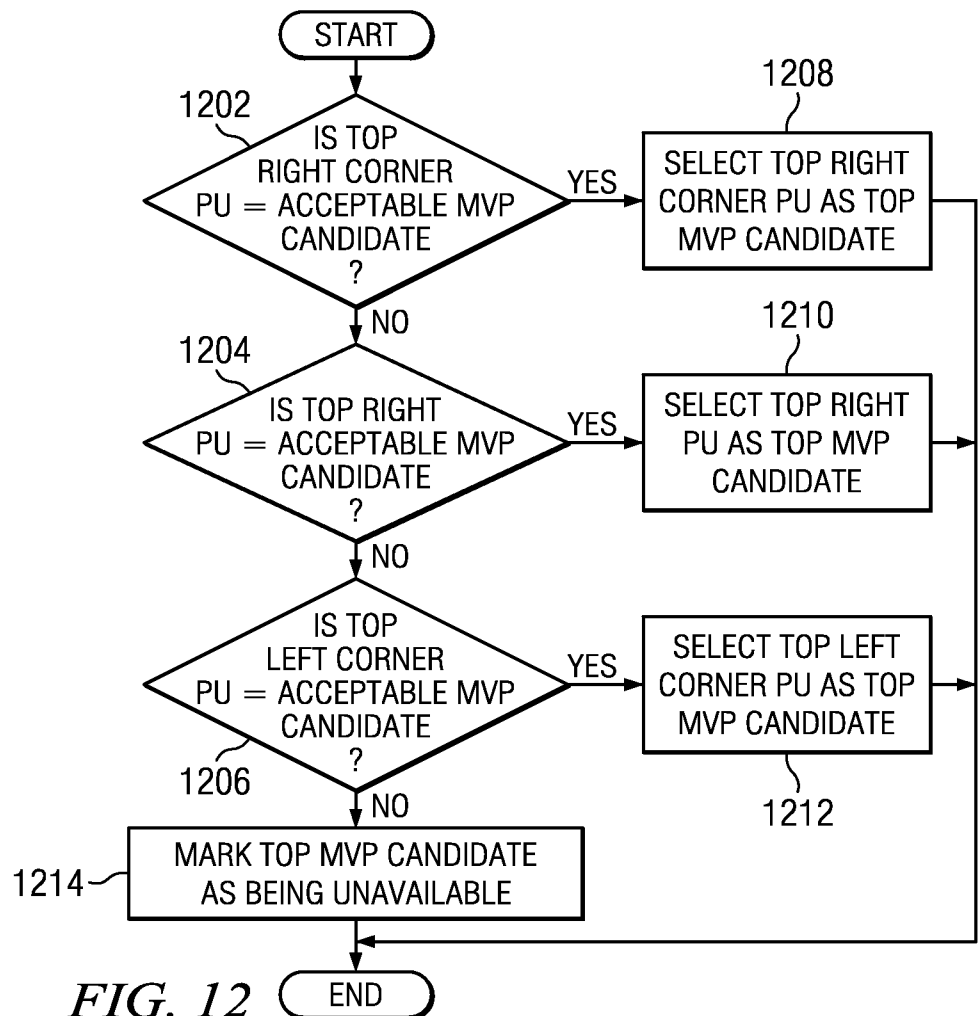 START
1202
IS TOP
RIGHT CORNER
PU = ACCEPTABLE MVP
CANDIDATE
?
YES
1208
SELECT TOP RIGHT
CORNER PU AS TOP
MVP CANDIDATE
NO
1204
IS TOP RIGHT
PU = ACCEPTABLE MVP
CANDIDATE
?
YES
1210
SELECT TOP RIGHT
PU AS TOP MVP
CANDIDATE
NO
IS TOP
LEFT CORNER
PU = ACCEPTABLE MVP
CANDIDATE
?
1206
YES
SELECT TOP LEFT
CORNER PU AS TOP
MVP CANDIDATE
1212
NO
1214
MARK TOP MVP CANDIDATE
AS BEING UNAVAILABLE
FIG. 12
END